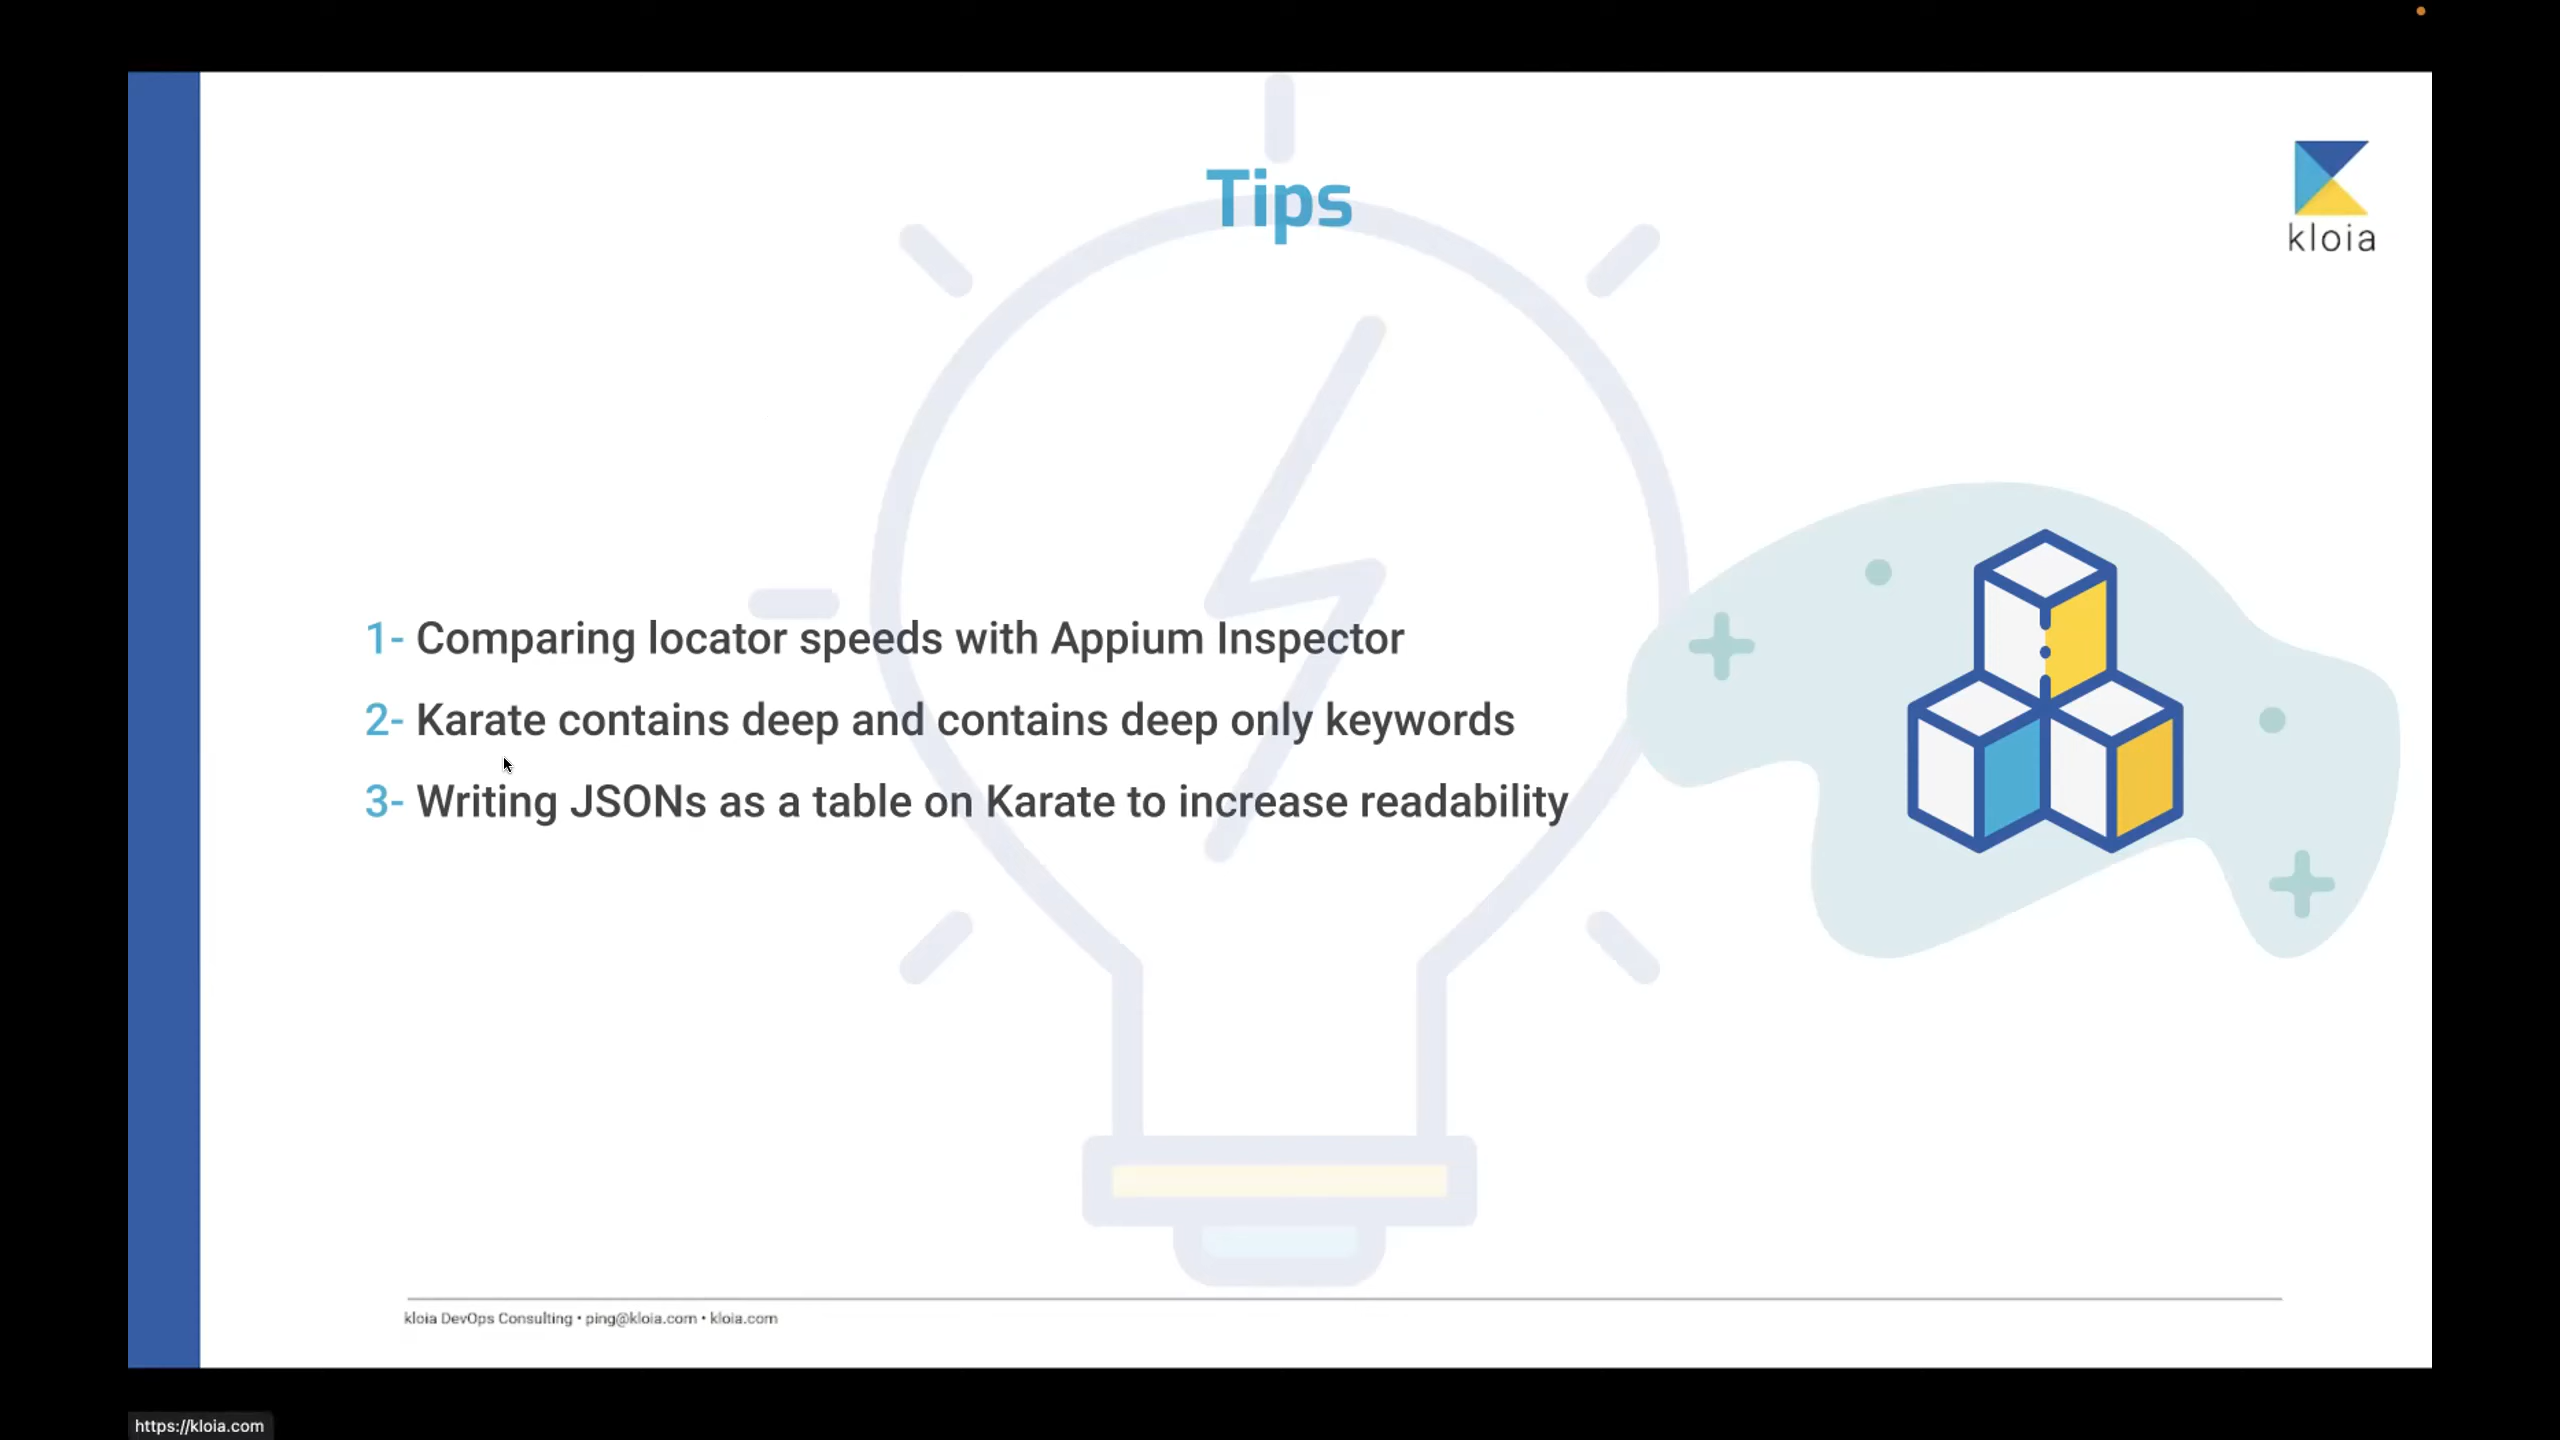 Tips
kloia
1- Comparing locator speeds with Appium Inspector
2- Karate contains deep and contains deep only keywords
3- Writing JSONs as a table on Karate to increase readability
kloia DevOps Consulting • ping@kloia.com • kloia.com
https://kloia.com